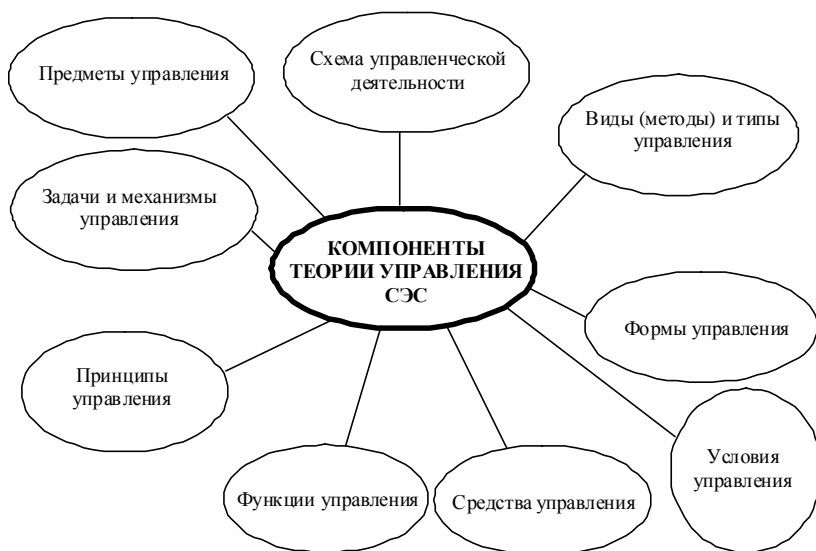 Схема управленческой
деятельности
Предметы управления
Виды (методы) и типы
управления
Задачи и механизмы
управления
КОМПОНЕНТЫ
ТЕОРИИ УПРАВЛЕНИЯ
СЭС
Формы управления
Принципы
управления
Условия
управления
Функции управления
Средства управления